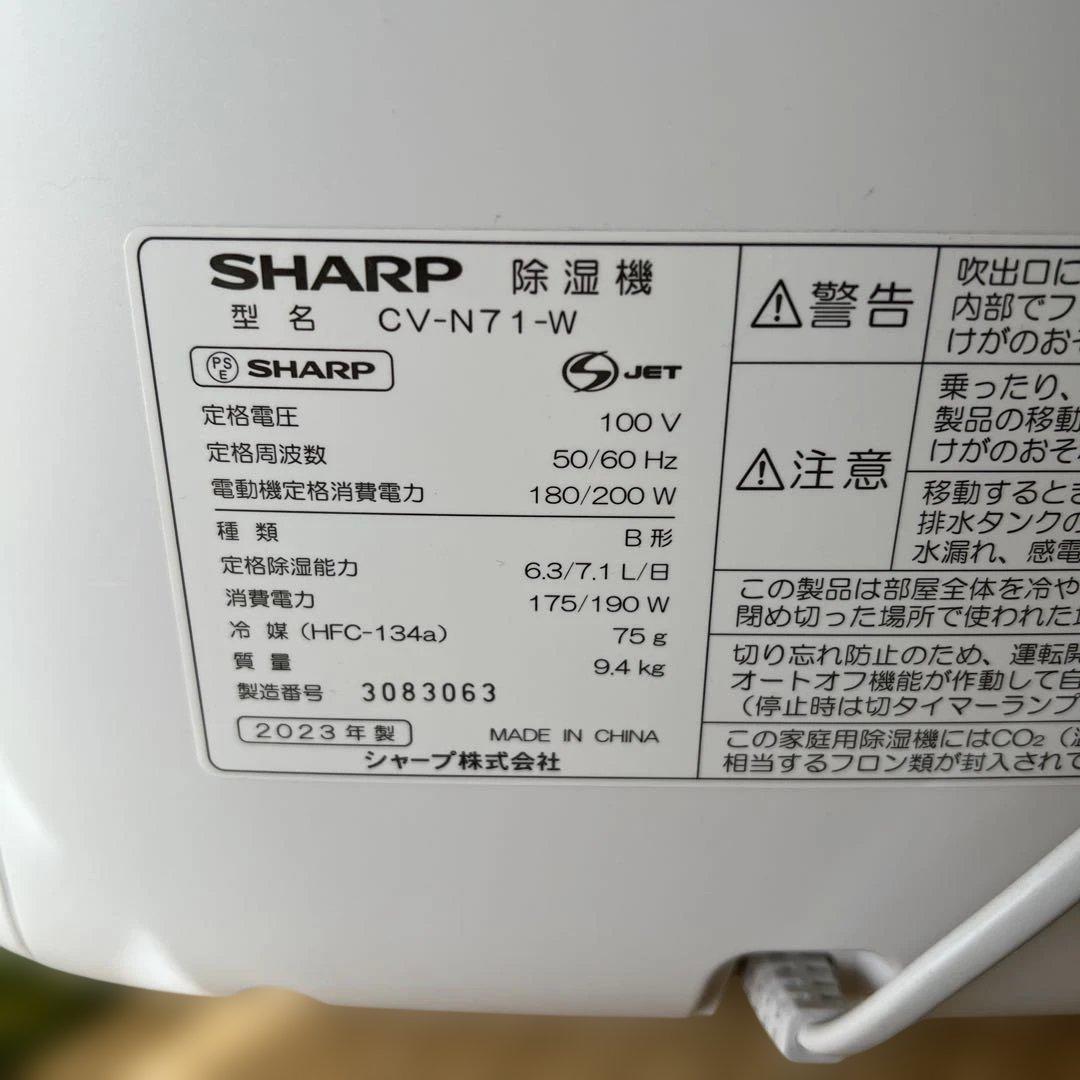 SHARP 除湿機
型名 CV-N71-W
PSE SHARP S JET
定格電圧 100 V
定格周波数 50/60 Hz
電動機定格消費電力 180/200 W
種類 B形
定格除湿能力 6.3/7.1 L/日
消費電力 175/190 W
冷媒（HFC-134a） 75 g
質量 9.4 kg
製造番号 3083063
2023年製 MADE IN CHINA
シャープ株式会社
⚠警告
吹出口に
内部でフ
けがのおそ
⚠注意
乗ったり、
製品の移動
けがのおそれ
移動するとき
排水タンクの
水漏れ、感電
この製品は部屋全体を冷や
閉め切った場所で使われた
切り忘れ防止のため、運転開
オートオフ機能が作動して自
（停止時は切タイマーランプ
この家庭用除湿機にはCO₂（温
相当するフロン類が封入されて